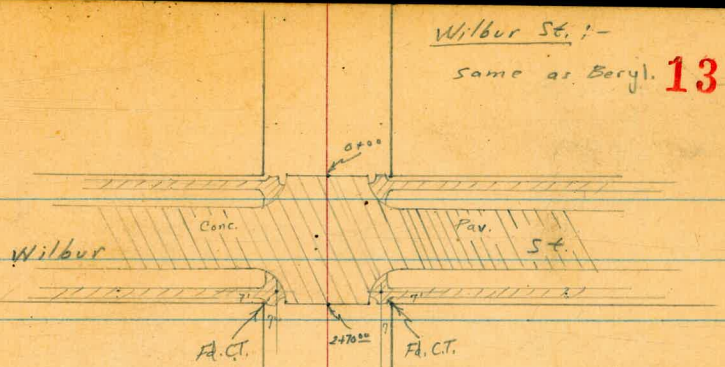 Wilbur St. :-
same as Beryl. 13
0+00
Conc. Pav.
Wilbur St.
7' 7'
7' 7'
Fd. C.T. 2+70.00 Fd. C.T.